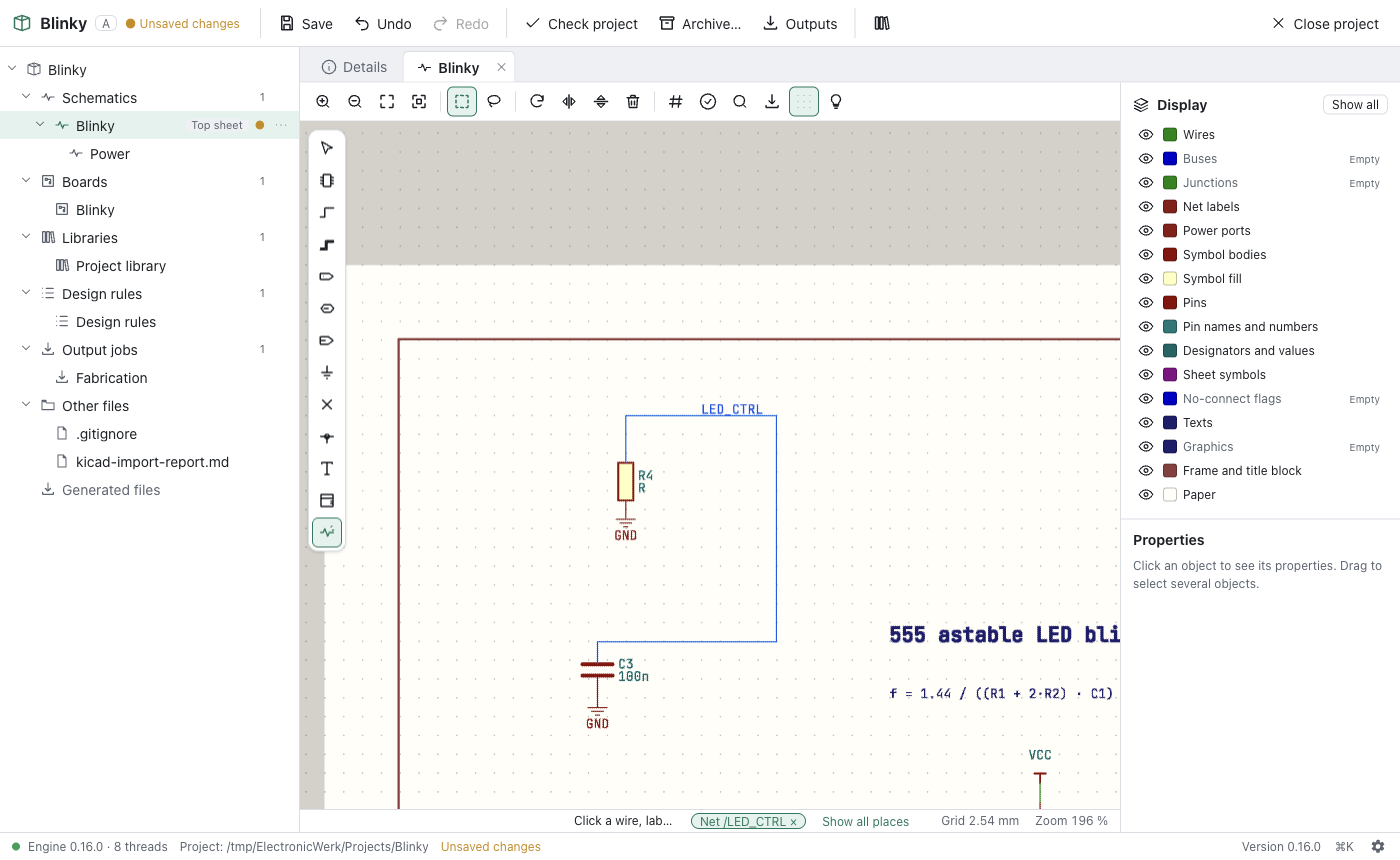 Blinky A Unsaved changes Save Undo Redo Check project Archive... Outputs Close project
Blinky
Schematics 1
Blinky Top sheet ···
Power
Boards 1
Blinky
Libraries 1
Project library
Design rules 1
Design rules
Output jobs 1
Fabrication
Other files
.gitignore
kicad-import-report.md
Generated files
Details Blinky
LED_CTRL
R4
R
GND
C3
100n
GND
555 astable LED bli
f = 1.44 / ((R1 + 2·R2) · C1)
VCC
Click a wire, lab... Net /LED_CTRL × Show all places Grid 2.54 mm Zoom 196 %
Display Show all
Wires
Buses Empty
Junctions Empty
Net labels
Power ports
Symbol bodies
Symbol fill
Pins
Pin names and numbers
Designators and values
Sheet symbols
No-connect flags Empty
Texts
Graphics Empty
Frame and title block
Paper
Properties
Click an object to see its properties. Drag to
select several objects.
Engine 0.16.0 · 8 threads Project: /tmp/ElectronicWerk/Projects/Blinky Unsaved changes Version 0.16.0 ⌘K